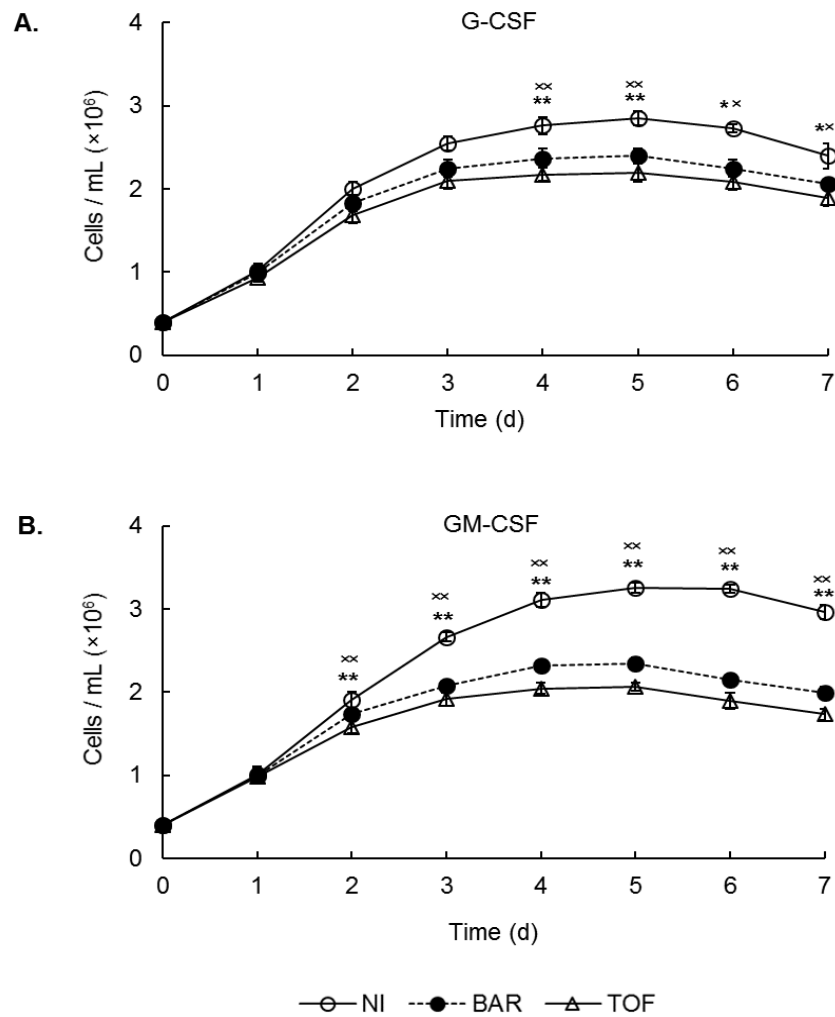 A.
G-CSF
Cells / mL (×10⁶)
4
3
2
1
0
×× ×× *× *×
** **
0 1 2 3 4 5 6 7
Time (d)
B.
GM-CSF
Cells / mL (×10⁶)
4
3
2
1
0
×× ×× ×× ×× ×× ××
** ** ** ** ** **
0 1 2 3 4 5 6 7
Time (d)
NI BAR TOF